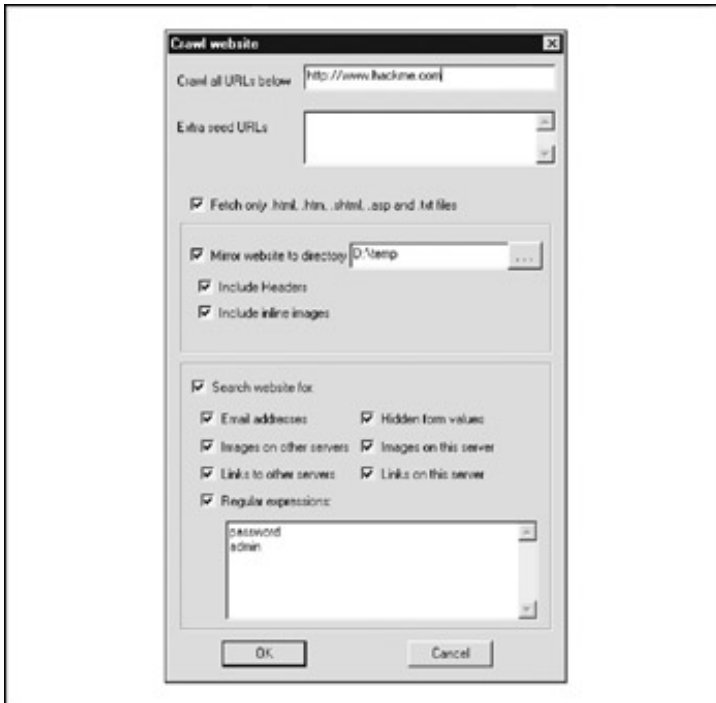 Crawl website
Crawl all URLs below http://www.hackme.com
Extra seed URLs
Fetch only .html, .htm, .shtml, .asp and .txt files
Mirror website to directory D:\temp ...
Include Headers
Include inline images
Search website for:
Email addresses Hidden form values
Images on other servers Images on this server
Links to other servers Links on this server
Regular expressions:
password
admin
OK Cancel